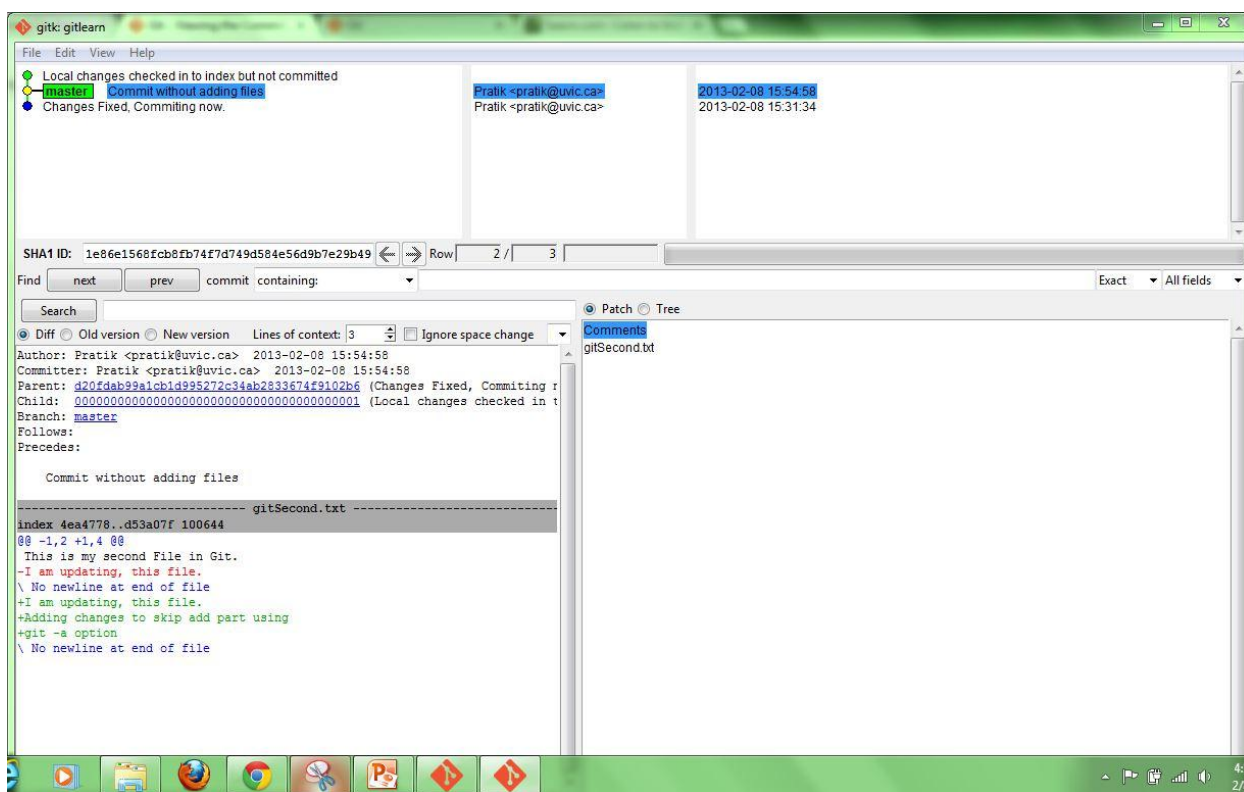 gitk: gitlearn
File Edit View Help
Local changes checked in to index but not committed
master Commit without adding files Pratik <pratik@uvic.ca> 2013-02-08 15:54:58
Changes Fixed, Commiting now. Pratik <pratik@uvic.ca> 2013-02-08 15:31:34
SHA1 ID: 1e86e1568fcb8fb74f7d749d584e56d9b7e29b49 Row 2 / 3
Find next prev commit containing: Exact All fields
Search
Patch Tree
Diff Old version New version Lines of context: 3 Ignore space change
Comments
gitSecond.txt
Author: Pratik <pratik@uvic.ca> 2013-02-08 15:54:58
Committer: Pratik <pratik@uvic.ca> 2013-02-08 15:54:58
Parent: d20fdab99a1cb1d995272c34ab2833674f9102b6 (Changes Fixed, Commiting
Child: 0000000000000000000000000000000000000001 (Local changes checked in t
Branch: master
Follows:
Precedes:
Commit without adding files
---------------------------- gitSecond.txt ----------------------------
index 4ea4778..d53a07f 100644
@@ -1,2 +1,4 @@
This is my second File in Git.
-I am updating, this file.
\ No newline at end of file
+I am updating, this file.
+Adding changes to skip add part using
+git -a option
\ No newline at end of file